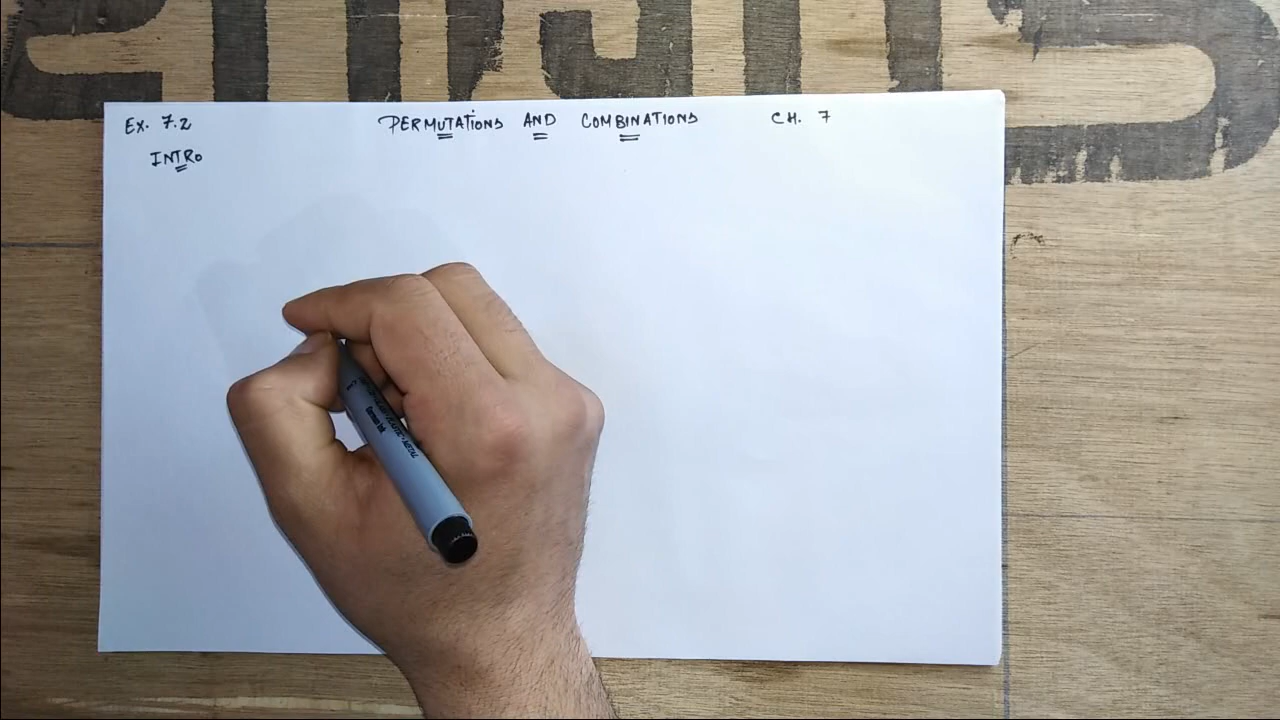 Ex. 7.2 PERMUTATIONS AND COMBINATIONS CH. 7
INTRO